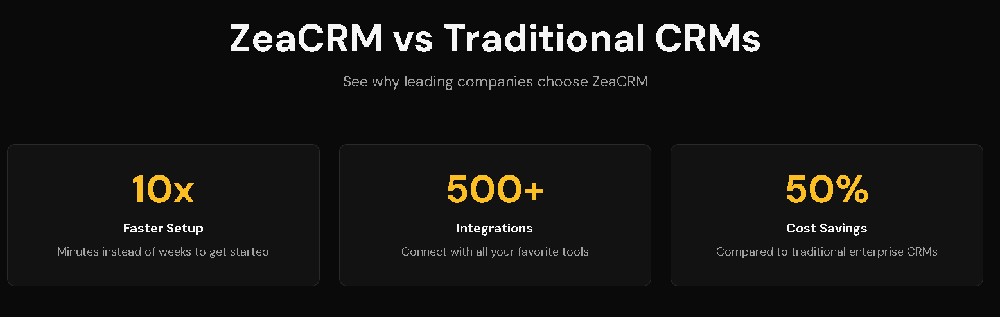 ZeaCRM vs Traditional CRMs
See why leading companies choose ZeaCRM
10x
Faster Setup
Minutes instead of weeks to get started
500+
Integrations
Connect with all your favorite tools
50%
Cost Savings
Compared to traditional enterprise CRMs